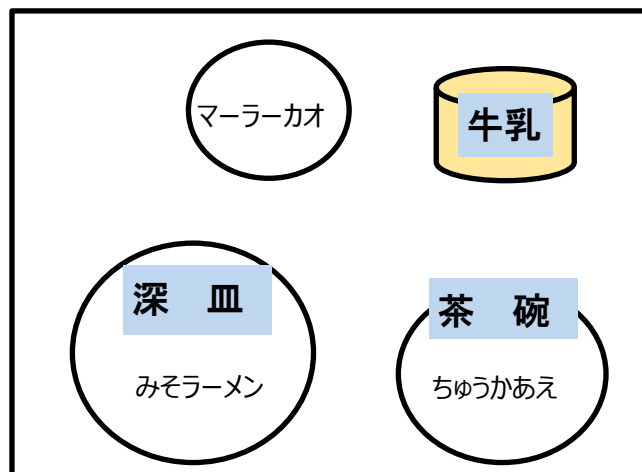 マーラーカオ
牛乳
深　皿
みそラーメン
茶　碗
ちゅうかあえ